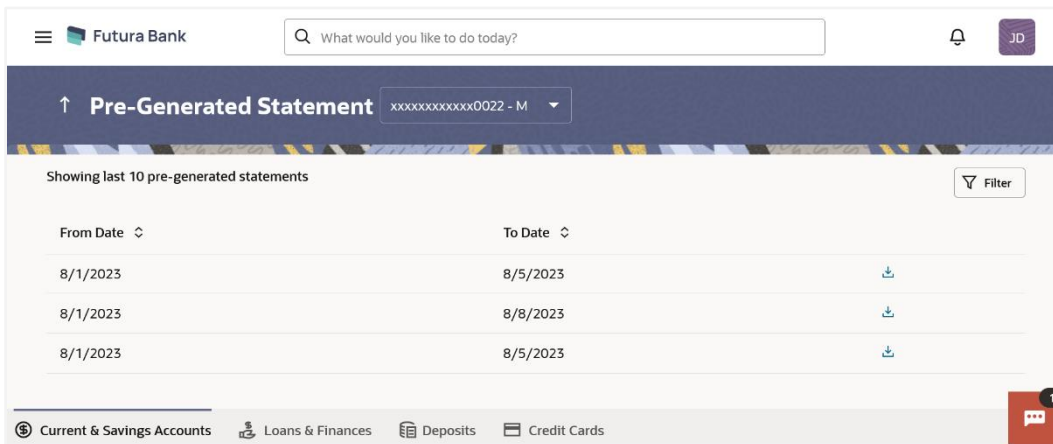 Futura Bank
What would you like to do today?
JD
Pre-Generated Statement xxxxxxxxxxxx0022 - M
Showing last 10 pre-generated statements
Filter
From Date To Date
8/1/2023 8/5/2023
8/1/2023 8/8/2023
8/1/2023 8/5/2023
Current & Savings Accounts Loans & Finances Deposits Credit Cards